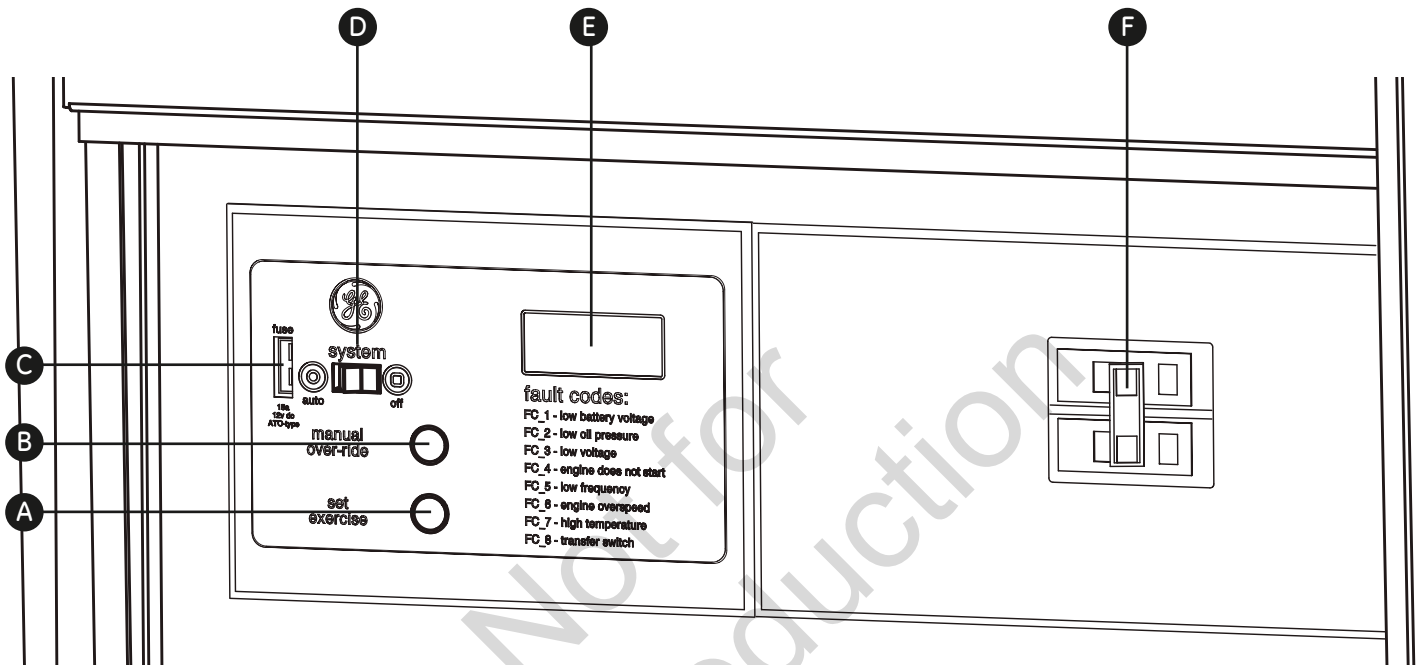 D
E
F
fuse
system
auto
off
15a
12v dc
ATO-type
manual
over-ride
set
exercise
C
B
A
fault codes:
FC_1 - low battery voltage
FC_2 - low oil pressure
FC_3 - low voltage
FC_4 - engine does not start
FC_5 - low frequency
FC_6 - engine overspeed
FC_7 - high temperature
FC_8 - transfer switch
GE
Not for
Reproduction